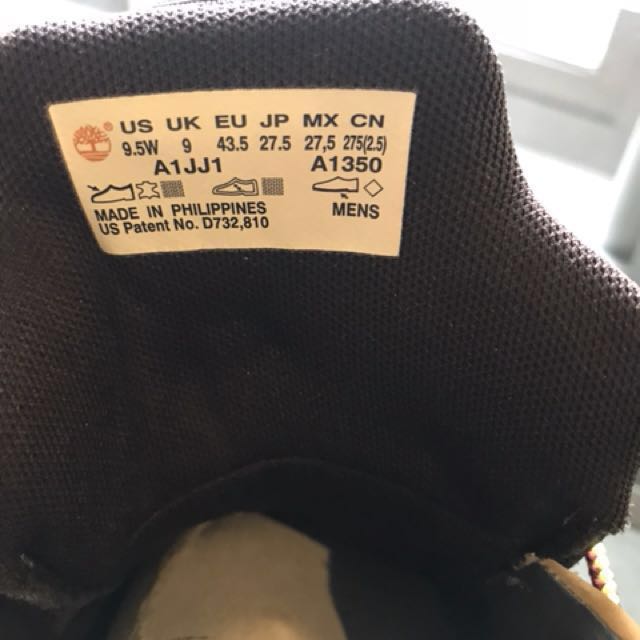 US UK EU JP MX CN
9.5W 9 43.5 27.5 27,5 275(2.5)
A1JJ1 A1350
MADE IN PHILIPPINES
US Patent No. D732,810
MENS